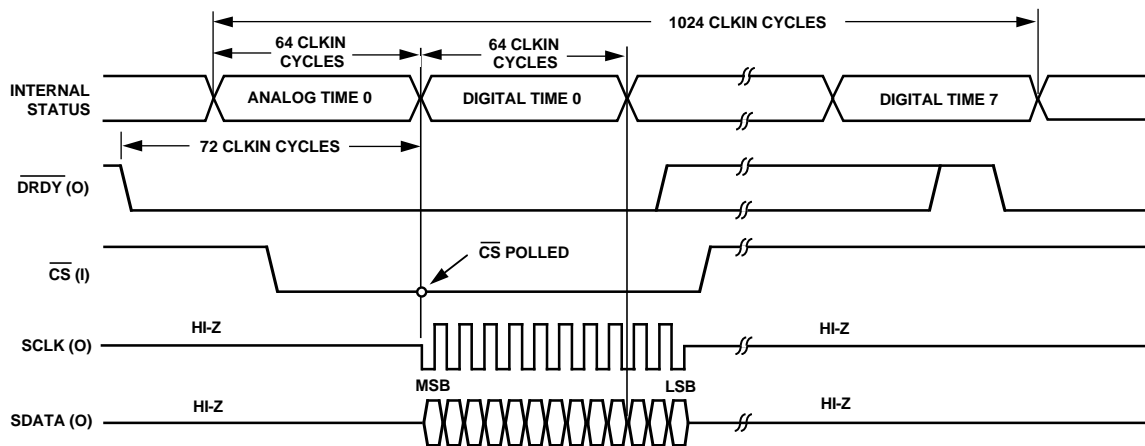 1024 CLKIN CYCLES
64 CLKIN
CYCLES
64 CLKIN
CYCLES
INTERNAL
STATUS
ANALOG TIME 0
DIGITAL TIME 0
DIGITAL TIME 7
72 CLKIN CYCLES
DRDY (O)
CS (I)
CS POLLED
HI-Z
HI-Z
SCLK (O)
MSB
LSB
HI-Z
HI-Z
SDATA (O)